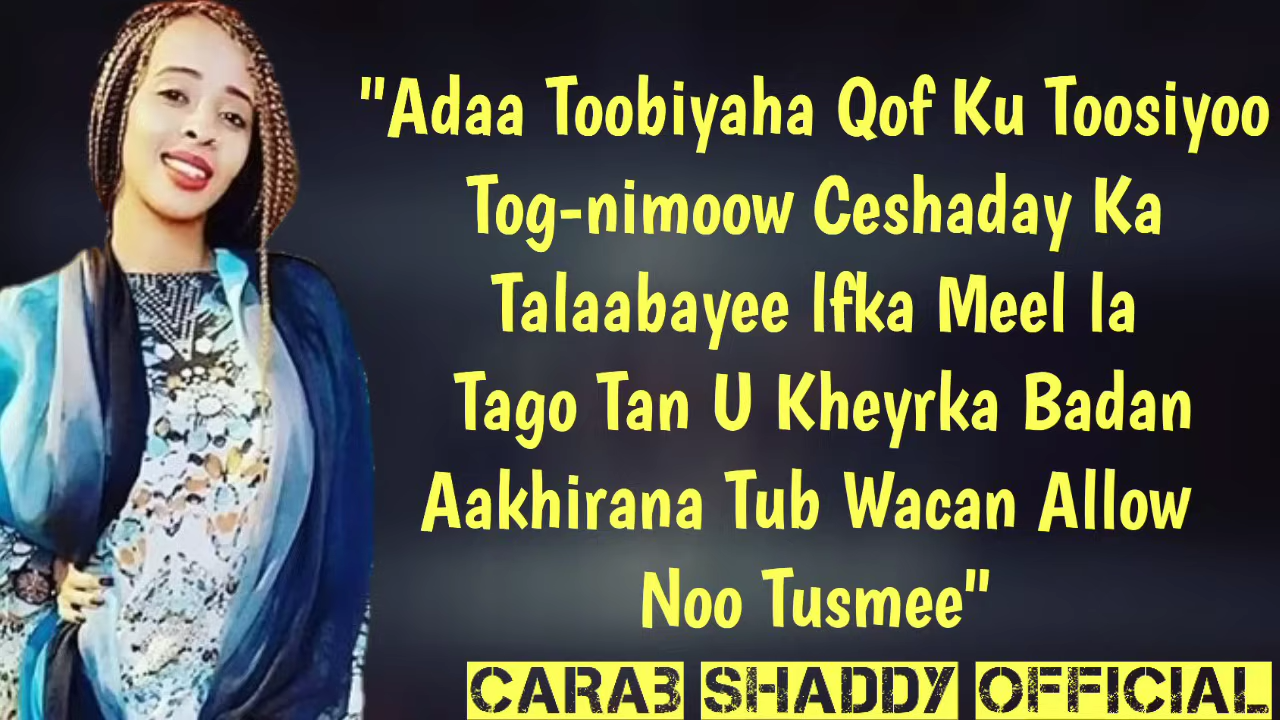 "Adaa Toobiyaha Qof Ku Toosiyoo
Tog-nimoow Ceshaday Ka
Talaabayee Ifka Meel Ia
Tago Tan U Kheyrka Badan
Aakhirana Tub Wacan Allow
Noo Tusmee"
CARAB SHADDY OFFICIAL